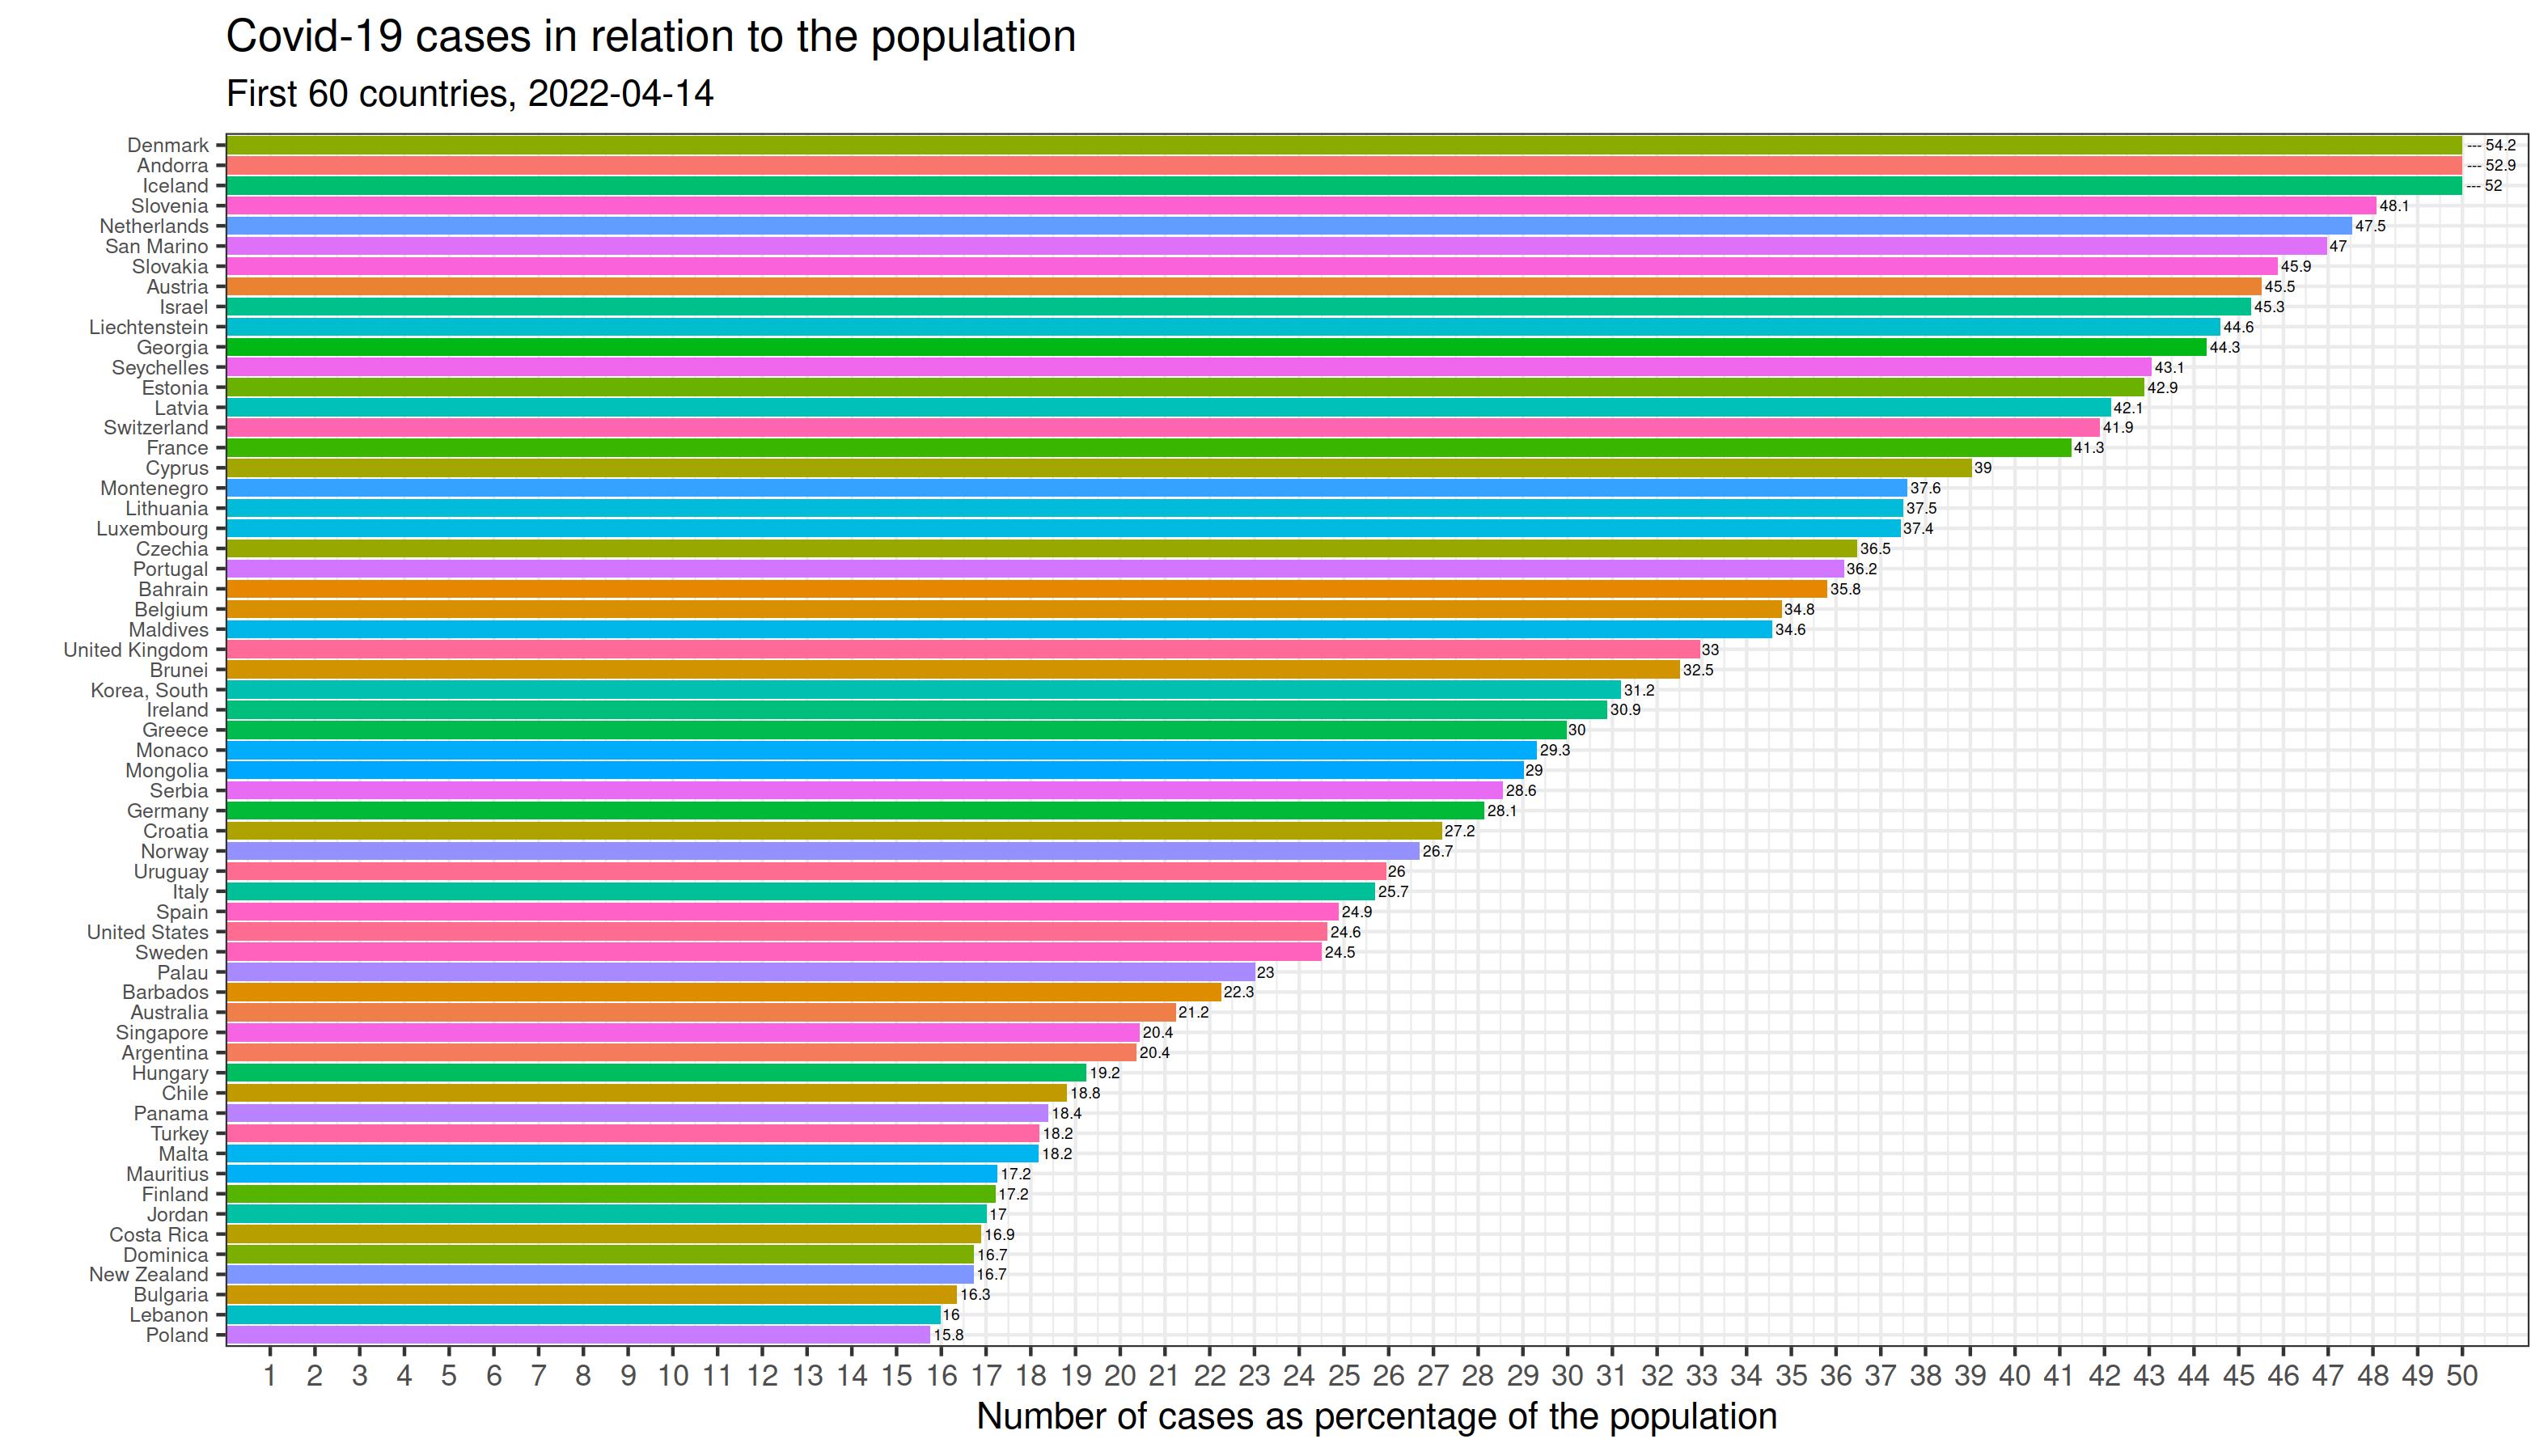 Covid-19 cases in relation to the population
First 60 countries, 2022-04-14
Denmark --- 54.2
Andorra --- 52.9
Iceland --- 52
Slovenia 48.1
Netherlands 47.5
San Marino 47
Slovakia 45.9
Austria 45.5
Israel 45.3
Liechtenstein 44.6
Georgia 44.3
Seychelles 43.1
Estonia 42.9
Latvia 42.1
Switzerland 41.9
France 41.3
Cyprus 39
Montenegro 37.6
Lithuania 37.5
Luxembourg 37.4
Czechia 36.5
Portugal 36.2
Bahrain 35.8
Belgium 34.8
Maldives 34.6
United Kingdom 33
Brunei 32.5
Korea, South 31.2
Ireland 30.9
Greece 30
Monaco 29.3
Mongolia 29
Serbia 28.6
Germany 28.1
Croatia 27.2
Norway 26.7
Uruguay 26
Italy 25.7
Spain 24.9
United States 24.6
Sweden 24.5
Palau 23
Barbados 22.3
Australia 21.2
Singapore 20.4
Argentina 20.4
Hungary 19.2
Chile 18.8
Panama 18.4
Turkey 18.2
Malta 18.2
Mauritius 17.2
Finland 17.2
Jordan 17
Costa Rica 16.9
Dominica 16.7
New Zealand 16.7
Bulgaria 16.3
Lebanon 16
Poland 15.8
1 2 3 4 5 6 7 8 9 10 11 12 13 14 15 16 17 18 19 20 21 22 23 24 25 26 27 28 29 30 31 32 33 34 35 36 37 38 39 40 41 42 43 44 45 46 47 48 49 50
Number of cases as percentage of the population